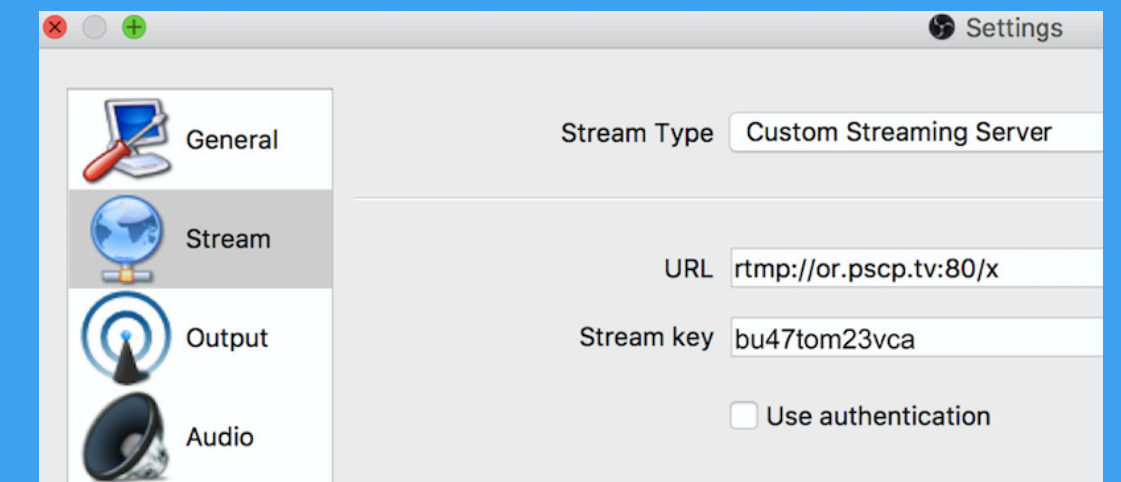 Settings
General
Stream Type Custom Streaming Server
Stream
URL rtmp://or.pscp.tv:80/x
Output
Stream key bu47tom23vca
Use authentication
Audio